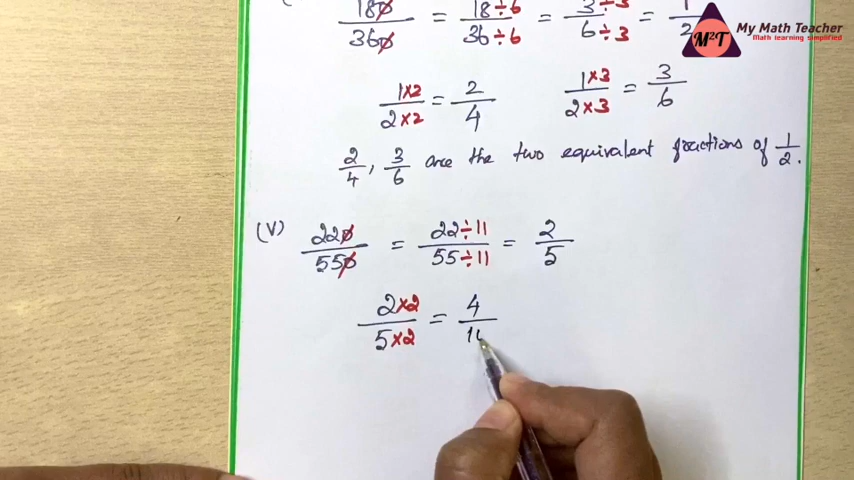 180/360 = 18÷6/36÷6 = 3÷3/6÷3 = 1/2
M²T My Math Teacher
Math learning simplified
1×2/2×2 = 2/4 1×3/2×3 = 3/6
2/4, 3/6 are the two equivalent fractions of 1/2.
(V) 220/550 = 22÷11/55÷11 = 2/5
2×2/5×2 = 4/1